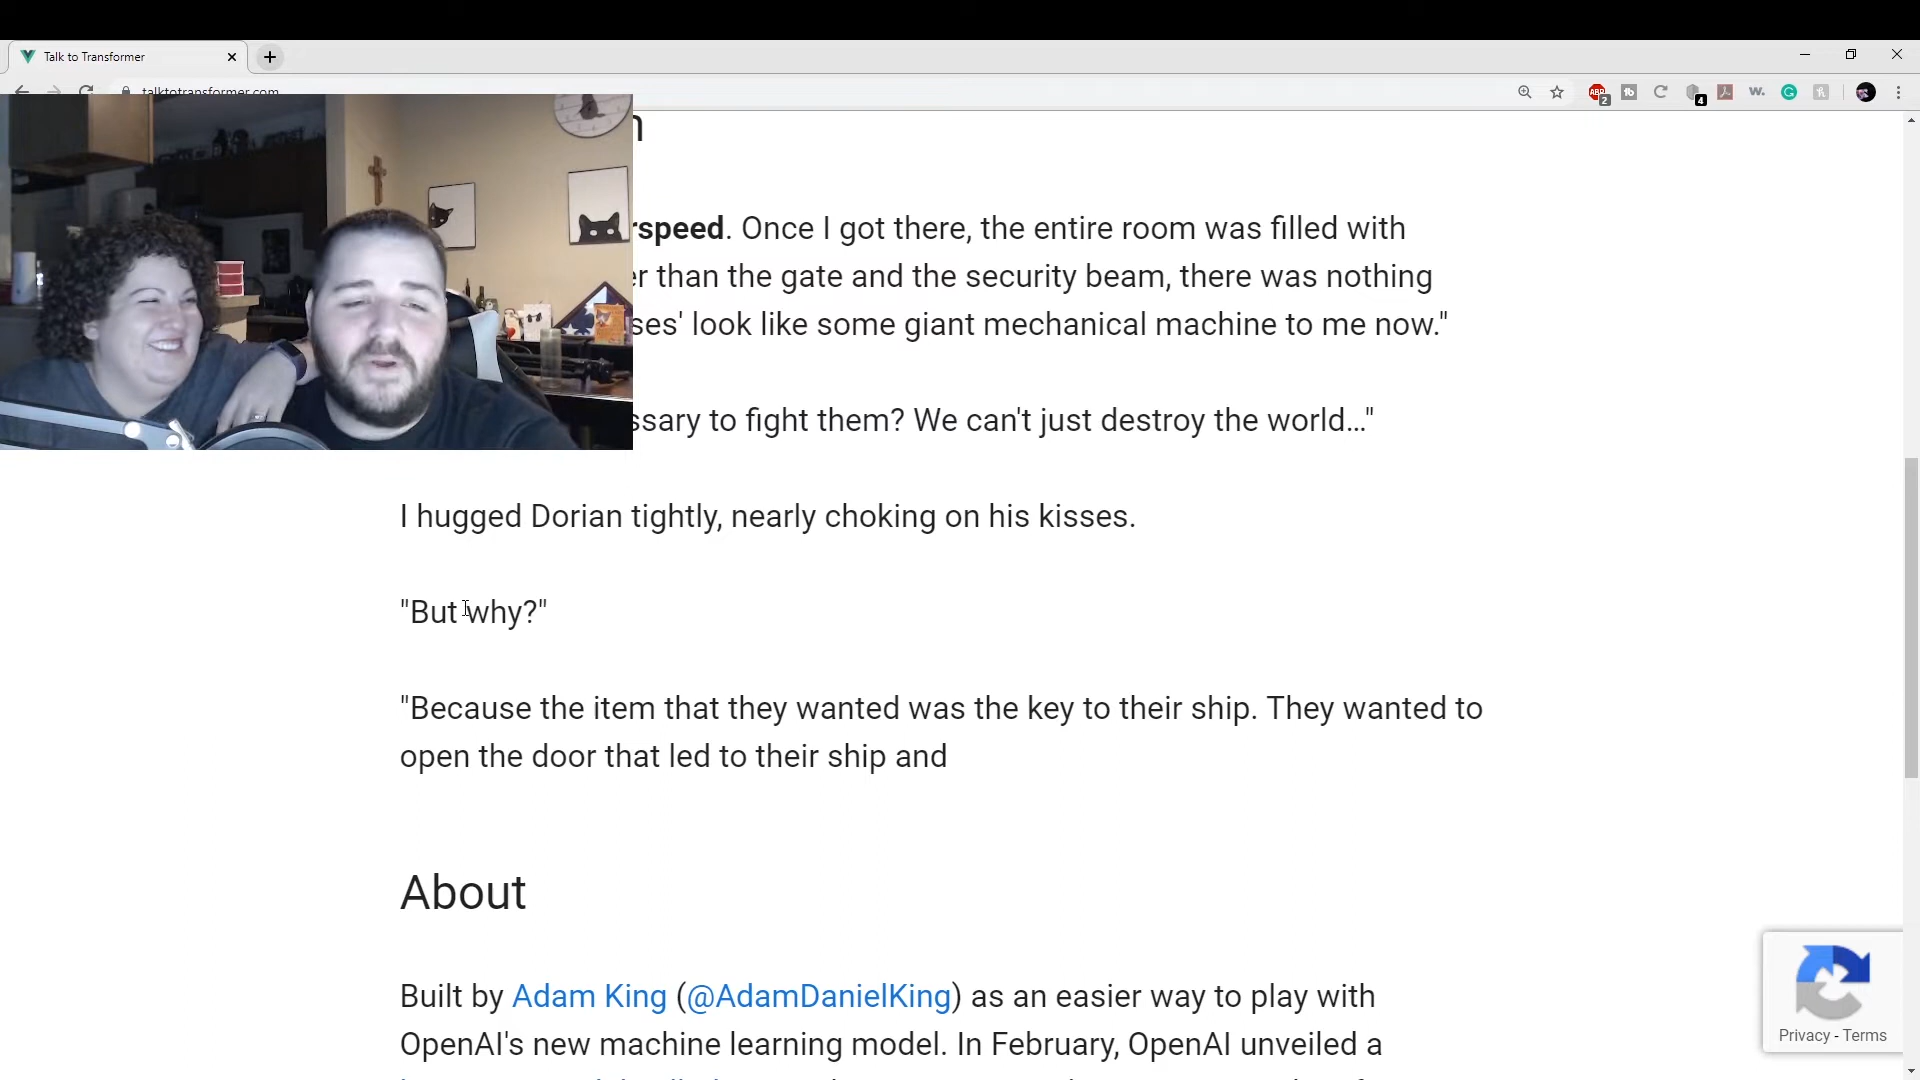 Talk to Transformer
talktotransformer.com
rspeed. Once I got there, the entire room was filled with
er than the gate and the security beam, there was nothing
ses' look like some giant mechanical machine to me now."
ssary to fight them? We can't just destroy the world..."
I hugged Dorian tightly, nearly choking on his kisses.
"But why?"
"Because the item that they wanted was the key to their ship. They wanted to
open the door that led to their ship and
About
Built by Adam King (@AdamDanielKing) as an easier way to play with
OpenAI's new machine learning model. In February, OpenAI unveiled a
Privacy - Terms